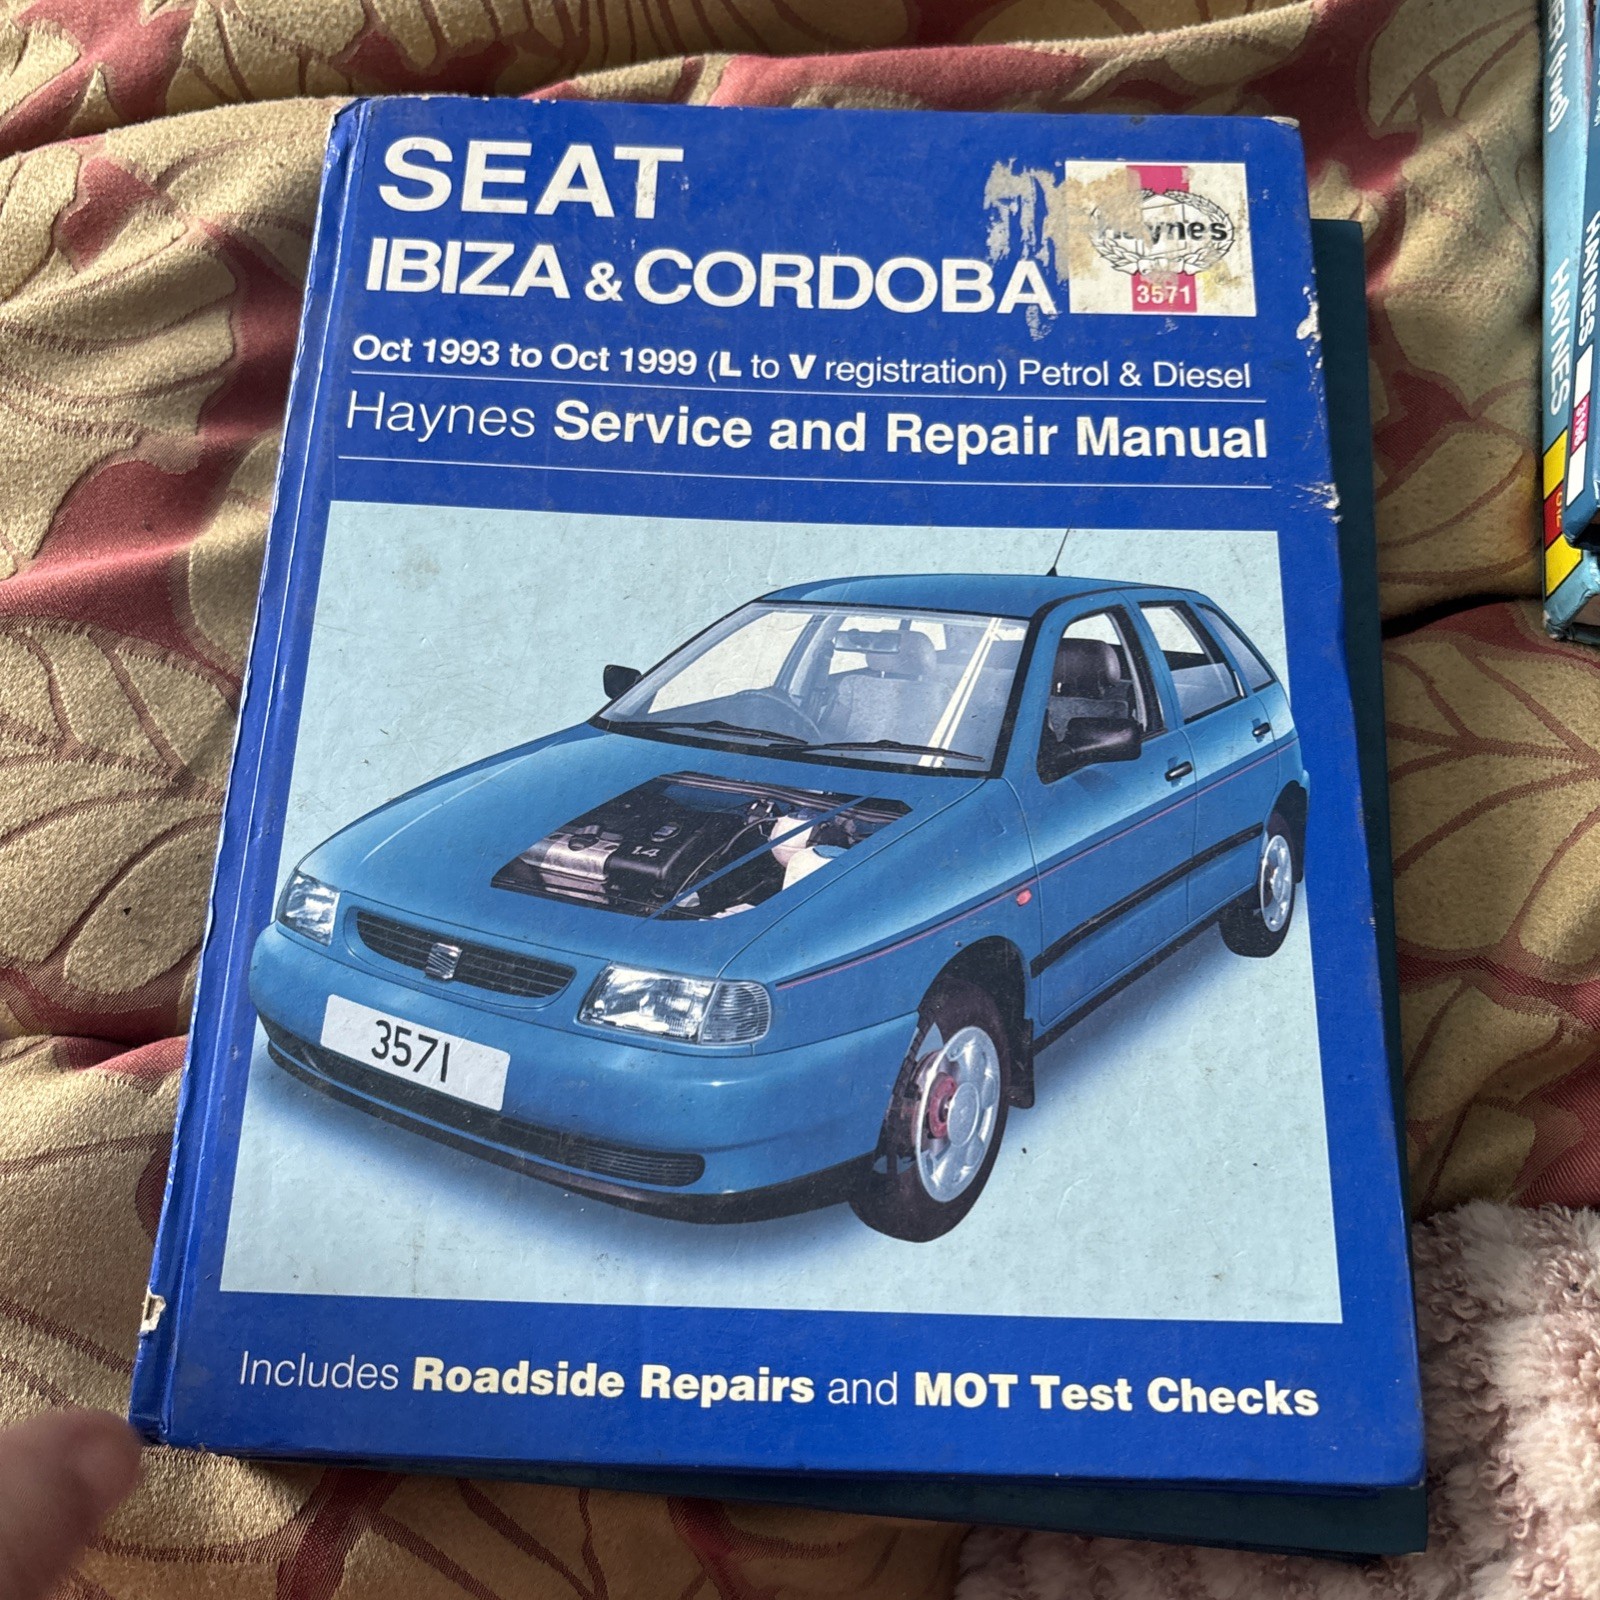 SEAT
IBIZA & CORDOBA
Haynes
3571
Oct 1993 to Oct 1999 (L to V registration) Petrol & Diesel
Haynes Service and Repair Manual
1.4
3571
Includes Roadside Repairs and MOT Test Checks
HAYNES
HAYNES